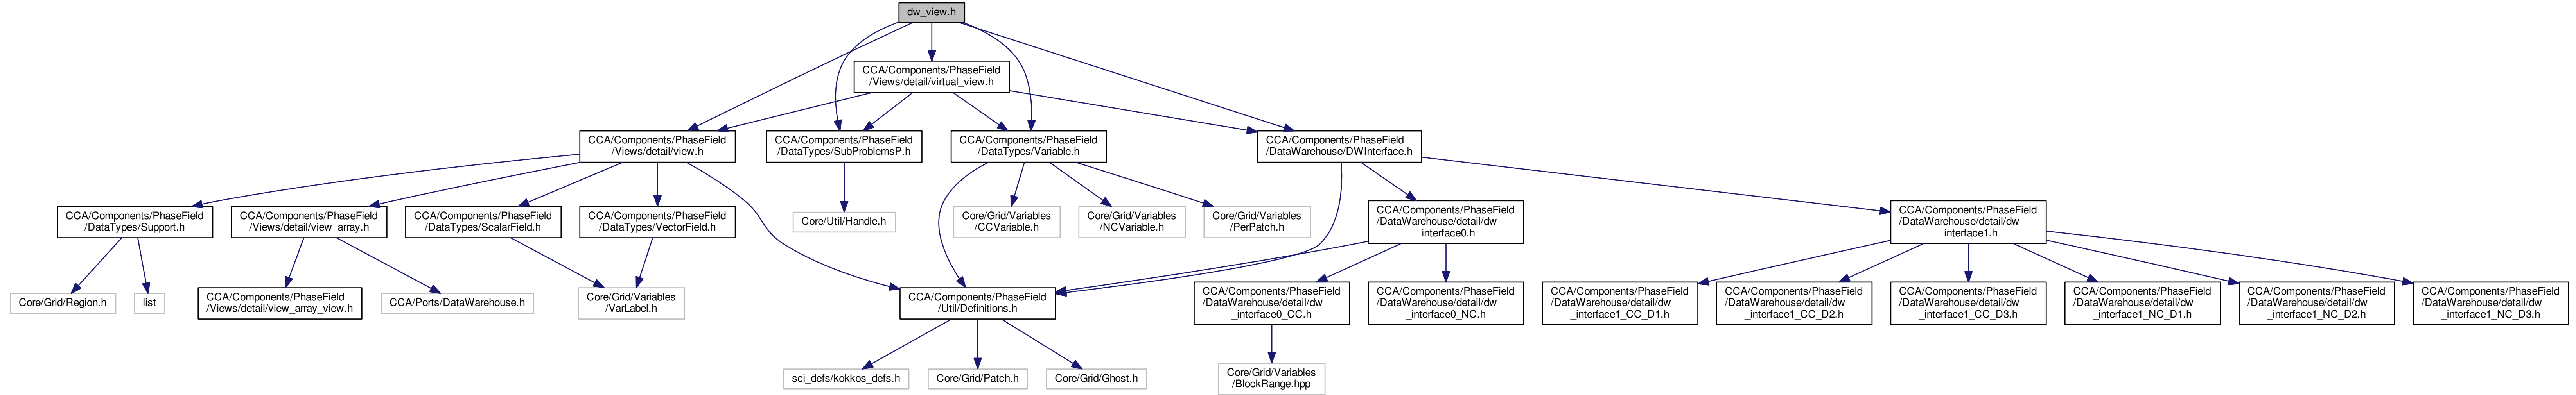 dw_view.h
CCA/Components/PhaseField
/Views/detail/virtual_view.h
CCA/Components/PhaseField
/Views/detail/view.h
CCA/Components/PhaseField
/DataTypes/SubProblemsP.h
CCA/Components/PhaseField
/DataTypes/Variable.h
CCA/Components/PhaseField
/DataWarehouse/DWInterface.h
CCA/Components/PhaseField
/DataTypes/Support.h
CCA/Components/PhaseField
/Views/detail/view_array.h
CCA/Components/PhaseField
/DataTypes/ScalarField.h
CCA/Components/PhaseField
/DataTypes/VectorField.h
Core/Util/Handle.h
Core/Grid/Variables
/CCVariable.h
Core/Grid/Variables
/NCVariable.h
Core/Grid/Variables
/PerPatch.h
CCA/Components/PhaseField
/DataWarehouse/detail/dw
_interface0.h
CCA/Components/PhaseField
/DataWarehouse/detail/dw
_interface1.h
Core/Grid/Region.h
list
CCA/Components/PhaseField
/Views/detail/view_array_view.h
CCA/Ports/DataWarehouse.h
Core/Grid/Variables
/VarLabel.h
CCA/Components/PhaseField
/Util/Definitions.h
CCA/Components/PhaseField
/DataWarehouse/detail/dw
_interface0_CC.h
CCA/Components/PhaseField
/DataWarehouse/detail/dw
_interface0_NC.h
CCA/Components/PhaseField
/DataWarehouse/detail/dw
_interface1_CC_D1.h
CCA/Components/PhaseField
/DataWarehouse/detail/dw
_interface1_CC_D2.h
CCA/Components/PhaseField
/DataWarehouse/detail/dw
_interface1_CC_D3.h
CCA/Components/PhaseField
/DataWarehouse/detail/dw
_interface1_NC_D1.h
CCA/Components/PhaseField
/DataWarehouse/detail/dw
_interface1_NC_D2.h
CCA/Components/PhaseField
/DataWarehouse/detail/dw
_interface1_NC_D3.h
sci_defs/kokkos_defs.h
Core/Grid/Patch.h
Core/Grid/Ghost.h
Core/Grid/Variables
/BlockRange.hpp